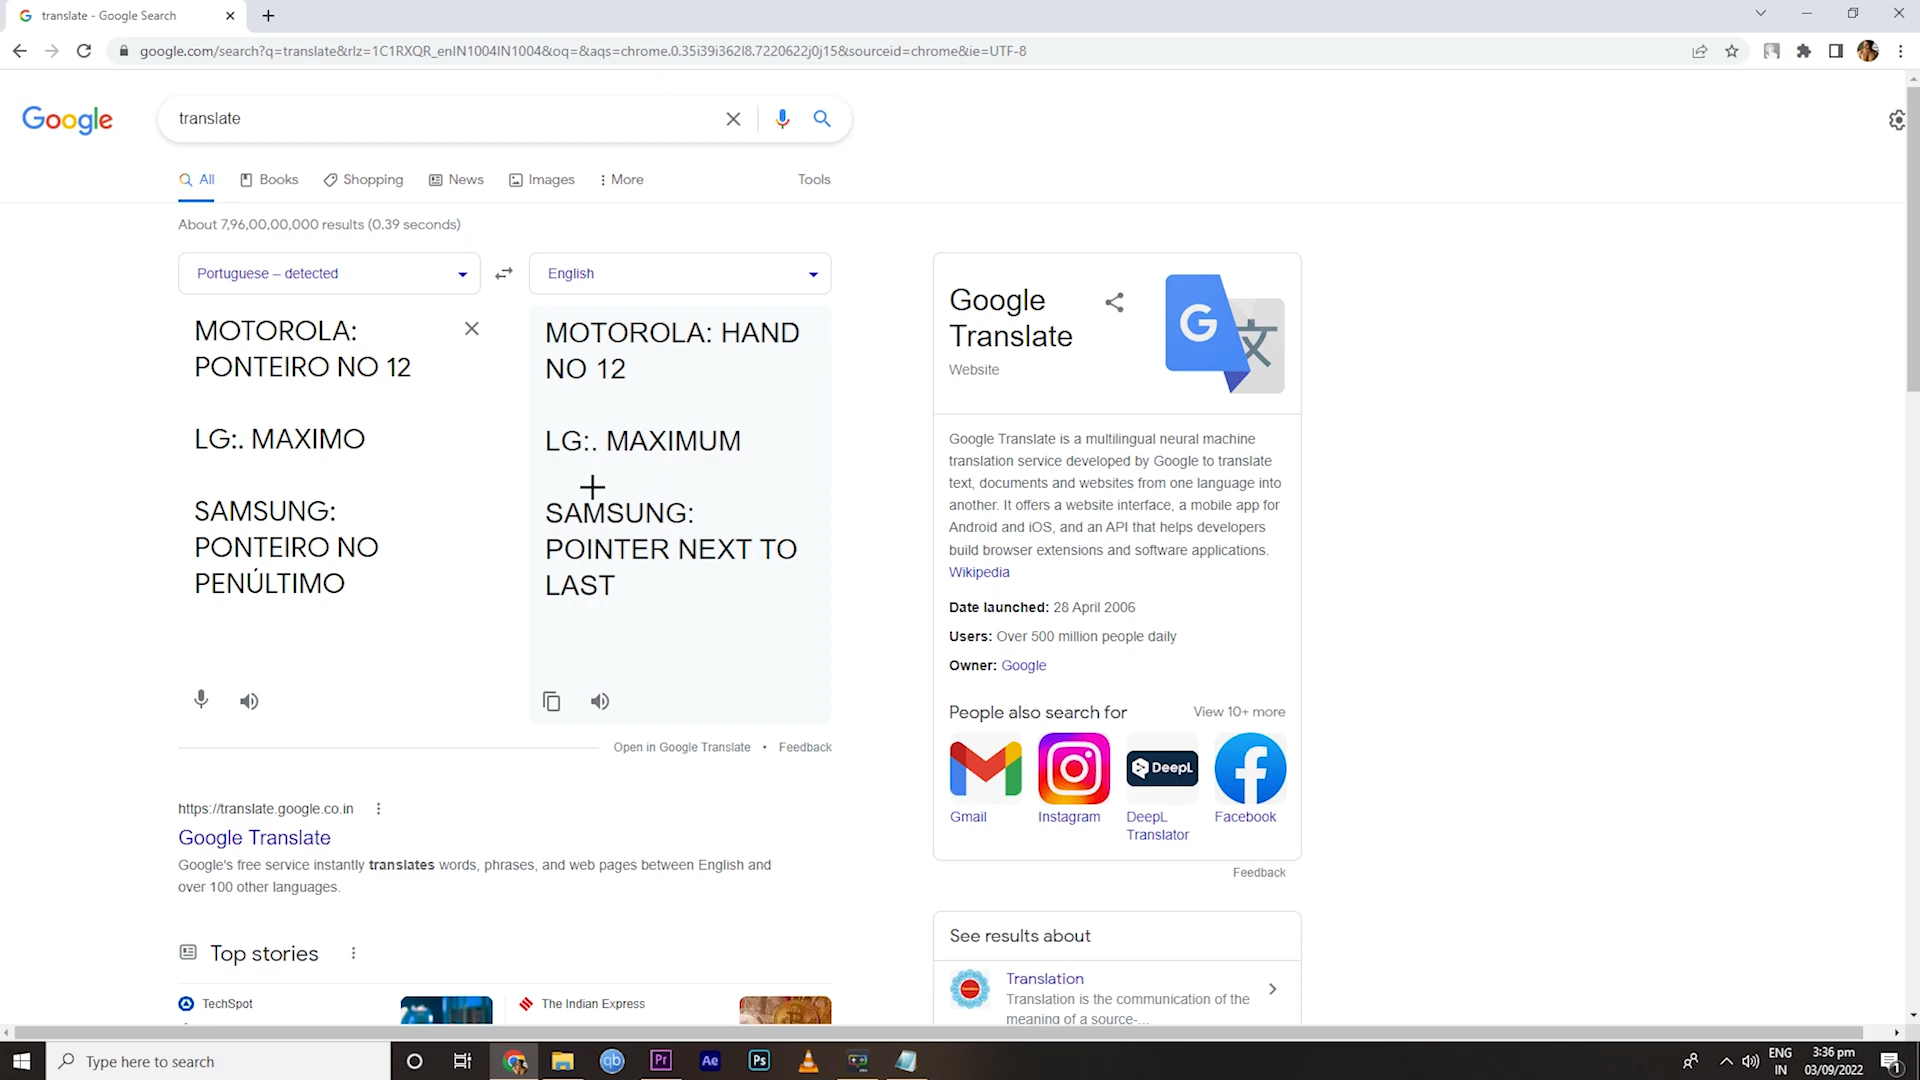 translate - Google Search
google.com/search?q=translate&rlz=1C1RXQR_enIN1004IN1004&oq=&aqs=chrome.0.35i39i362l8.7220622j0j15&sourceid=chrome&ie=UTF-8
Google
translate
All
Books
Shopping
News
Images
More
Tools
About 7,96,00,00,000 results (0.39 seconds)
Portuguese – detected
English
MOTOROLA:
PONTEIRO NO 12
LG:. MAXIMO
SAMSUNG:
PONTEIRO NO
PENÚLTIMO
MOTOROLA: HAND
NO 12
LG:. MAXIMUM
SAMSUNG:
POINTER NEXT TO
LAST
Open in Google Translate • Feedback
https://translate.google.co.in
Google Translate
Google's free service instantly translates words, phrases, and web pages between English and
over 100 other languages.
Top stories
TechSpot
The Indian Express
Google
Translate
Website
G
文
Google Translate is a multilingual neural machine
translation service developed by Google to translate
text, documents and websites from one language into
another. It offers a website interface, a mobile app for
Android and iOS, and an API that helps developers
build browser extensions and software applications.
Wikipedia
Date launched: 28 April 2006
Users: Over 500 million people daily
Owner: Google
People also search for
View 10+ more
DeepL
Gmail
Instagram
DeepL
Translator
Facebook
Feedback
See results about
Translation
Translation is the communication of the
meaning of a source-...
Type here to search
qb
Pr
Ae
Ps
ENG
IN
3:36 pm
03/09/2022
1